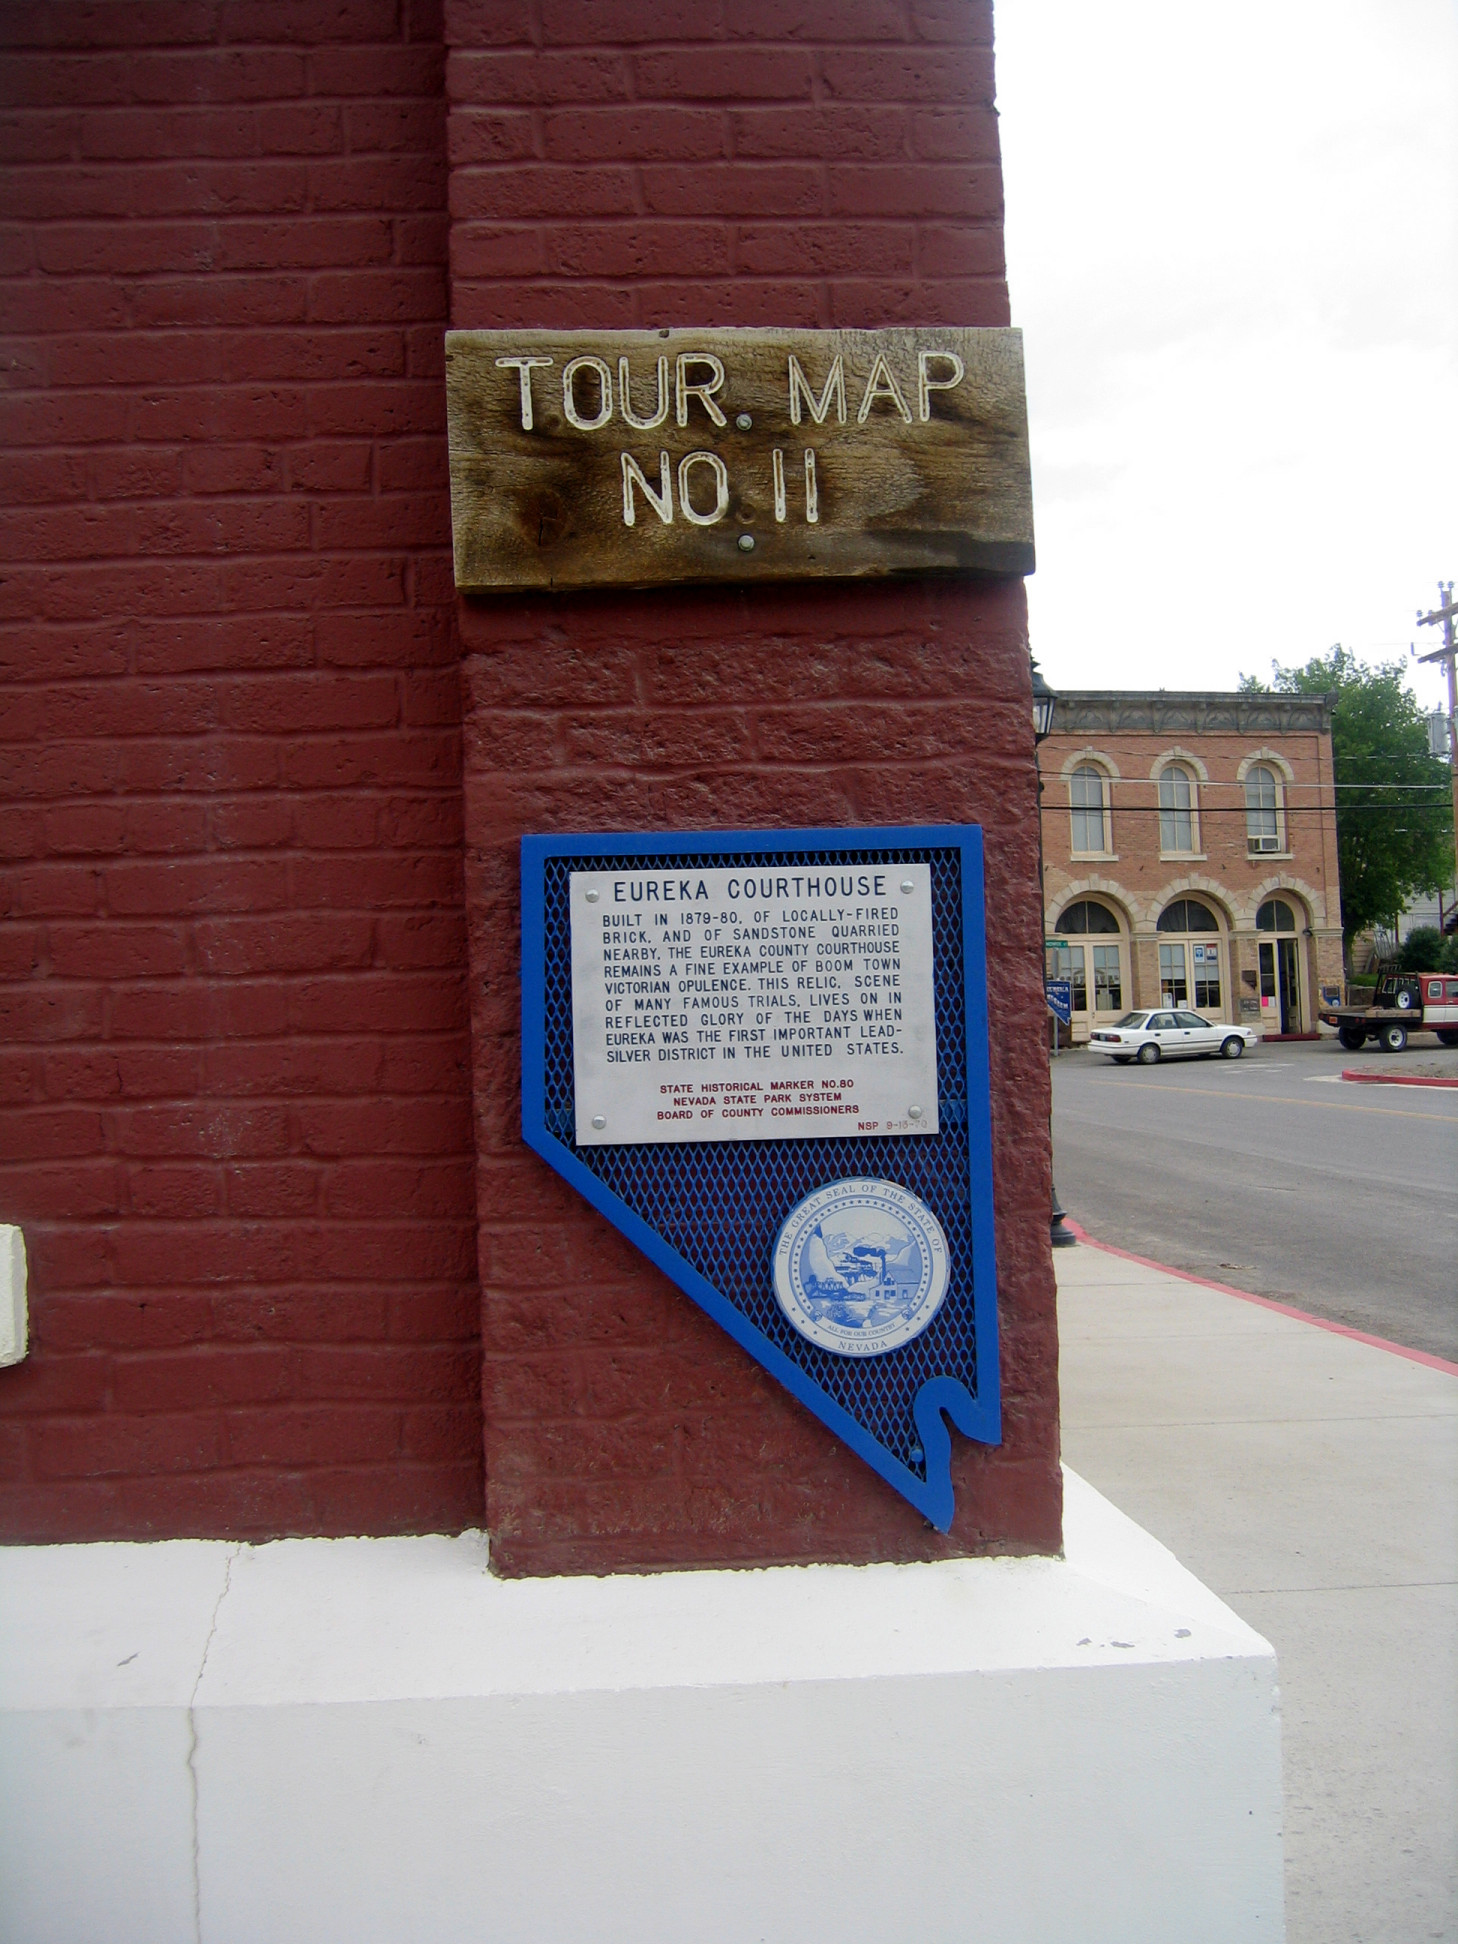 TOUR. MAP
NO. 11
EUREKA COURTHOUSE
BUILT IN 1879-80, OF LOCALLY-FIRED
BRICK, AND OF SANDSTONE QUARRIED
NEARBY, THE EUREKA COUNTY COURTHOUSE
REMAINS A FINE EXAMPLE OF BOOM TOWN
VICTORIAN OPULENCE. THIS RELIC, SCENE
OF MANY FAMOUS TRIALS, LIVES ON IN
REFLECTED GLORY OF THE DAYS WHEN
EUREKA WAS THE FIRST IMPORTANT LEAD-
SILVER DISTRICT IN THE UNITED STATES.
STATE HISTORICAL MARKER NO.80
NEVADA STATE PARK SYSTEM
BOARD OF COUNTY COMMISSIONERS
NSP
THE GREAT SEAL OF THE STATE OF
ALL FOR OUR COUNTRY
NEVADA